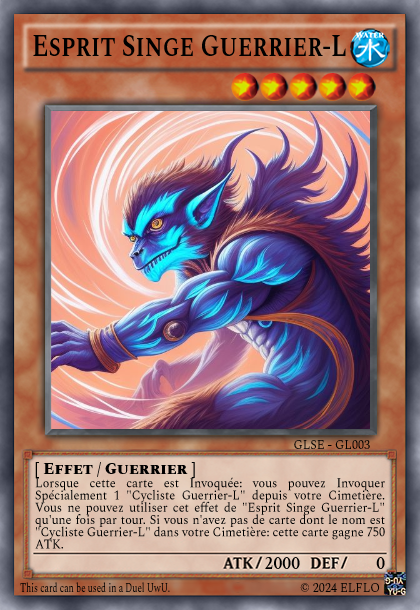 ESPRIT SINGE GUERRIER-L
WATER
水
GLSE - GL003
[ EFFET / GUERRIER ]
Lorsque cette carte est Invoquée: vous pouvez Invoquer
Spécialement 1 "Cycliste Guerrier-L" depuis votre Cimetière.
Vous ne pouvez utiliser cet effet de "Esprit Singe Guerrier-L"
qu'une fois par tour. Si vous n'avez pas de carte dont le nom est
"Cycliste Guerrier-L" dans votre Cimetière: cette carte gagne 750
ATK.
ATK/2000 DEF/ 0
This card can be used in a Duel UwU.
© 2024 ELFLO